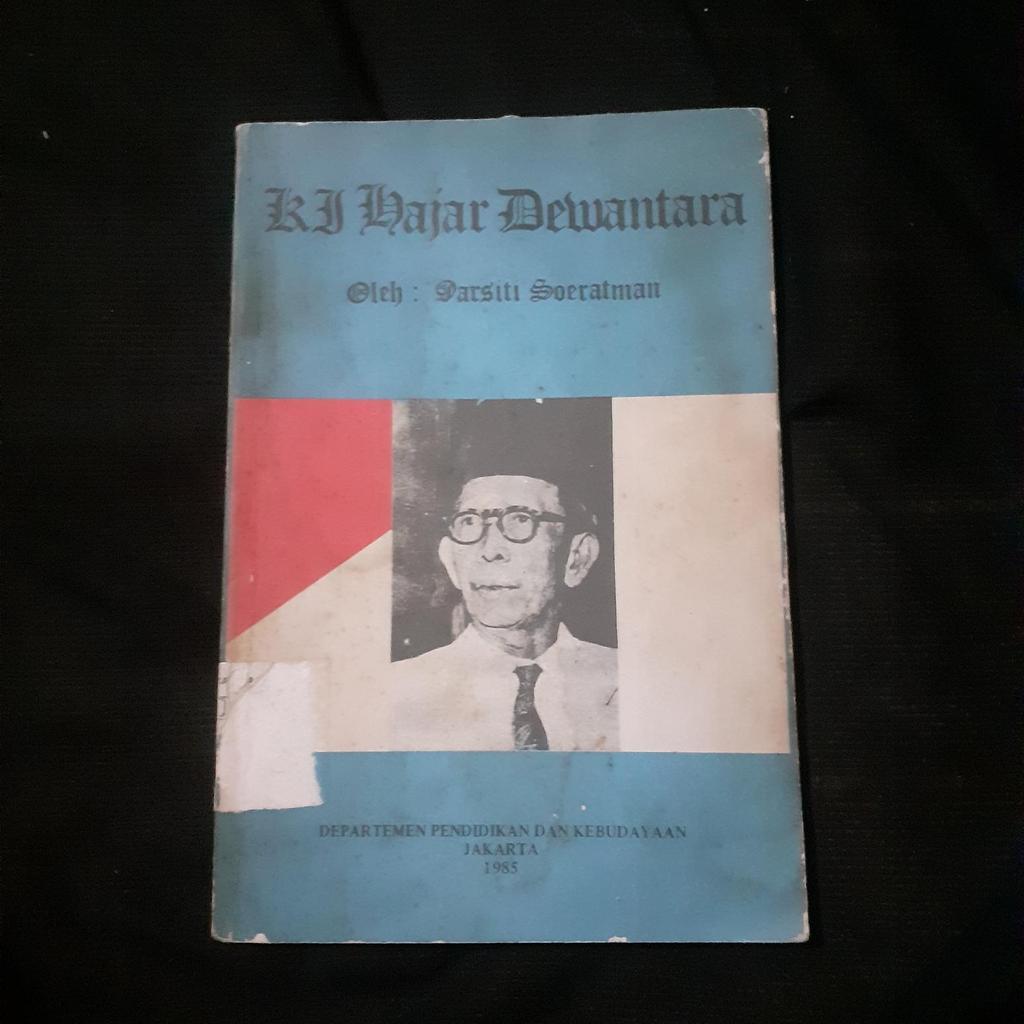 KI Hajar Dewantara
Oleh : Darsiti Soeratman
DEPARTEMEN PENDIDIKAN DAN KEBUDAYAAN
JAKARTA
1985